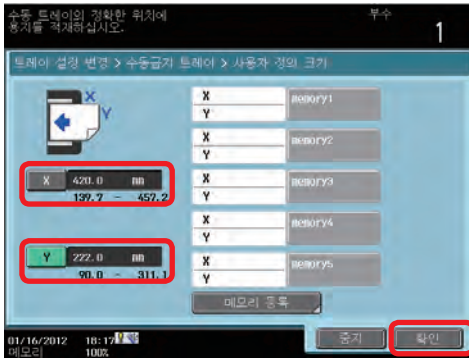 수동 트레이의 정확한 위치에
용지를 적재하십시오.
부수
1
트레이 설정 변경 > 수동급지 트레이 > 사용자 정의 크기
X
Y
X 420.0 mm
139.7 - 457.2
Y 222.0 mm
90.0 - 311.1
X
Y
memory1
X
Y
memory2
X
Y
memory3
X
Y
memory4
X
Y
memory5
메모리 등록
중지
확인
01/16/2012 18:17
메모리 100%